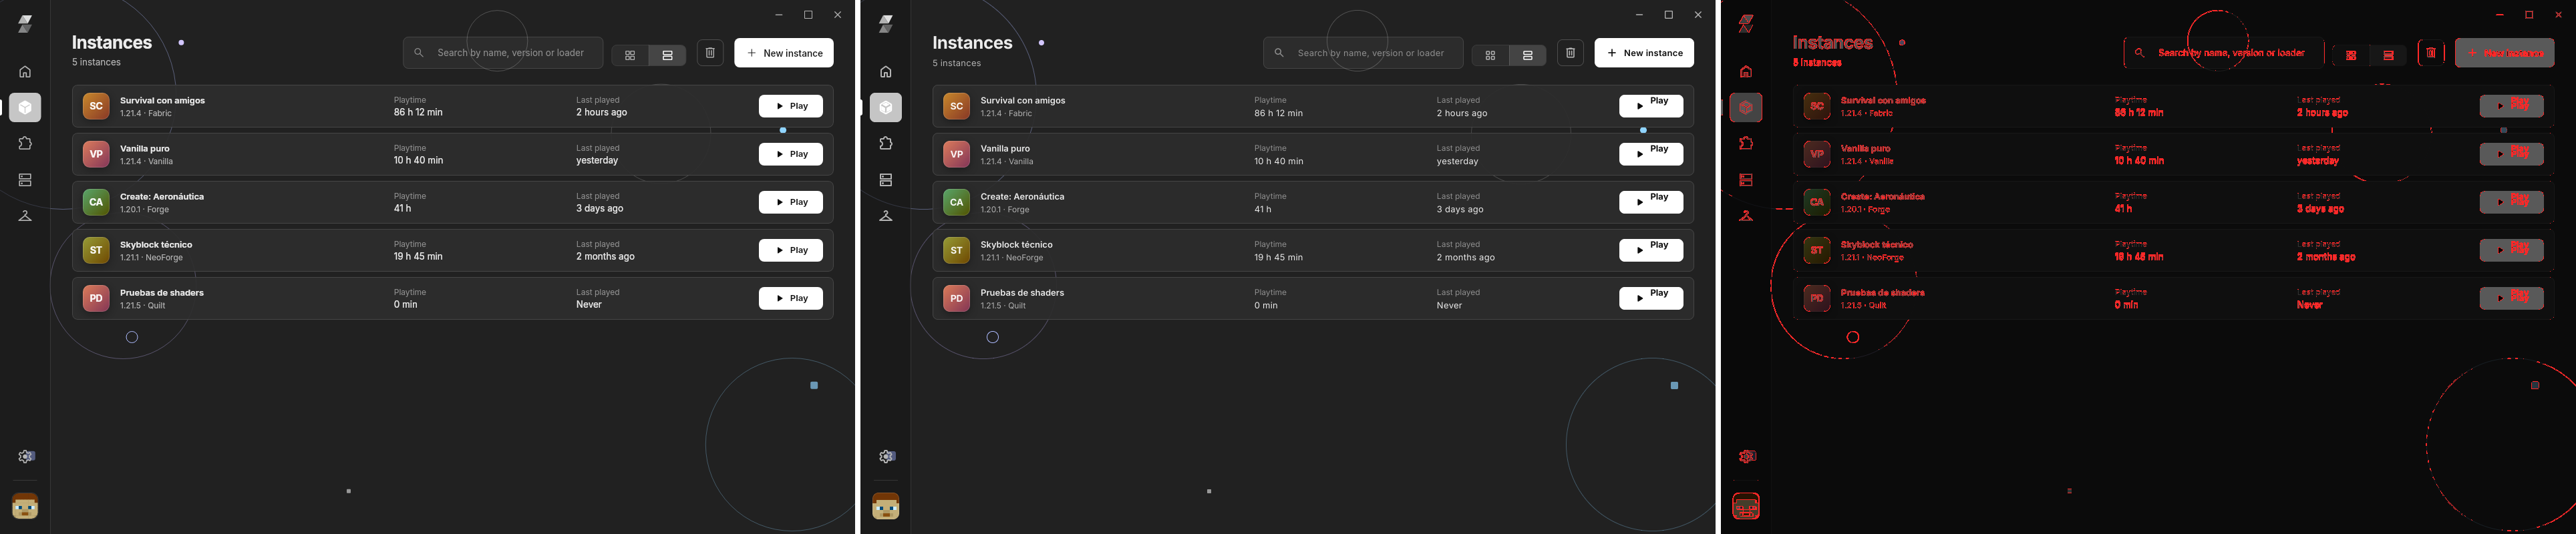 Instances
5 instances
Search by name, version or loader
New instance
SC
Survival con amigos
1.21.4 · Fabric
Playtime
86 h 12 min
Last played
2 hours ago
Play
VP
Vanilla puro
1.21.4 · Vanilla
Playtime
10 h 40 min
Last played
yesterday
Play
CA
Create: Aeronáutica
1.20.1 · Forge
Playtime
41 h
Last played
3 days ago
Play
ST
Skyblock técnico
1.21.1 · NeoForge
Playtime
19 h 45 min
Last played
2 months ago
Play
PD
Pruebas de shaders
1.21.5 · Quilt
Playtime
0 min
Last played
Never
Play
Instances
5 instances
Search by name, version or loader
New instance
SC
Survival con amigos
1.21.4 · Fabric
Playtime
86 h 12 min
Last played
2 hours ago
Play
VP
Vanilla puro
1.21.4 · Vanilla
Playtime
10 h 40 min
Last played
yesterday
Play
CA
Create: Aeronáutica
1.20.1 · Forge
Playtime
41 h
Last played
3 days ago
Play
ST
Skyblock técnico
1.21.1 · NeoForge
Playtime
19 h 45 min
Last played
2 months ago
Play
PD
Pruebas de shaders
1.21.5 · Quilt
Playtime
0 min
Last played
Never
Play
Instances
5 instances
Search by name, version or loader
New instance
SC
Survival con amigos
1.21.4 · Fabric
Playtime
86 h 12 min
Last played
2 hours ago
Play
VP
Vanilla puro
1.21.4 · Vanilla
Playtime
10 h 40 min
Last played
yesterday
Play
CA
Create: Aeronáutica
1.20.1 · Forge
Playtime
41 h
Last played
3 days ago
Play
ST
Skyblock técnico
1.21.1 · NeoForge
Playtime
19 h 45 min
Last played
2 months ago
Play
PD
Pruebas de shaders
1.21.5 · Quilt
Playtime
0 min
Last played
Never
Play